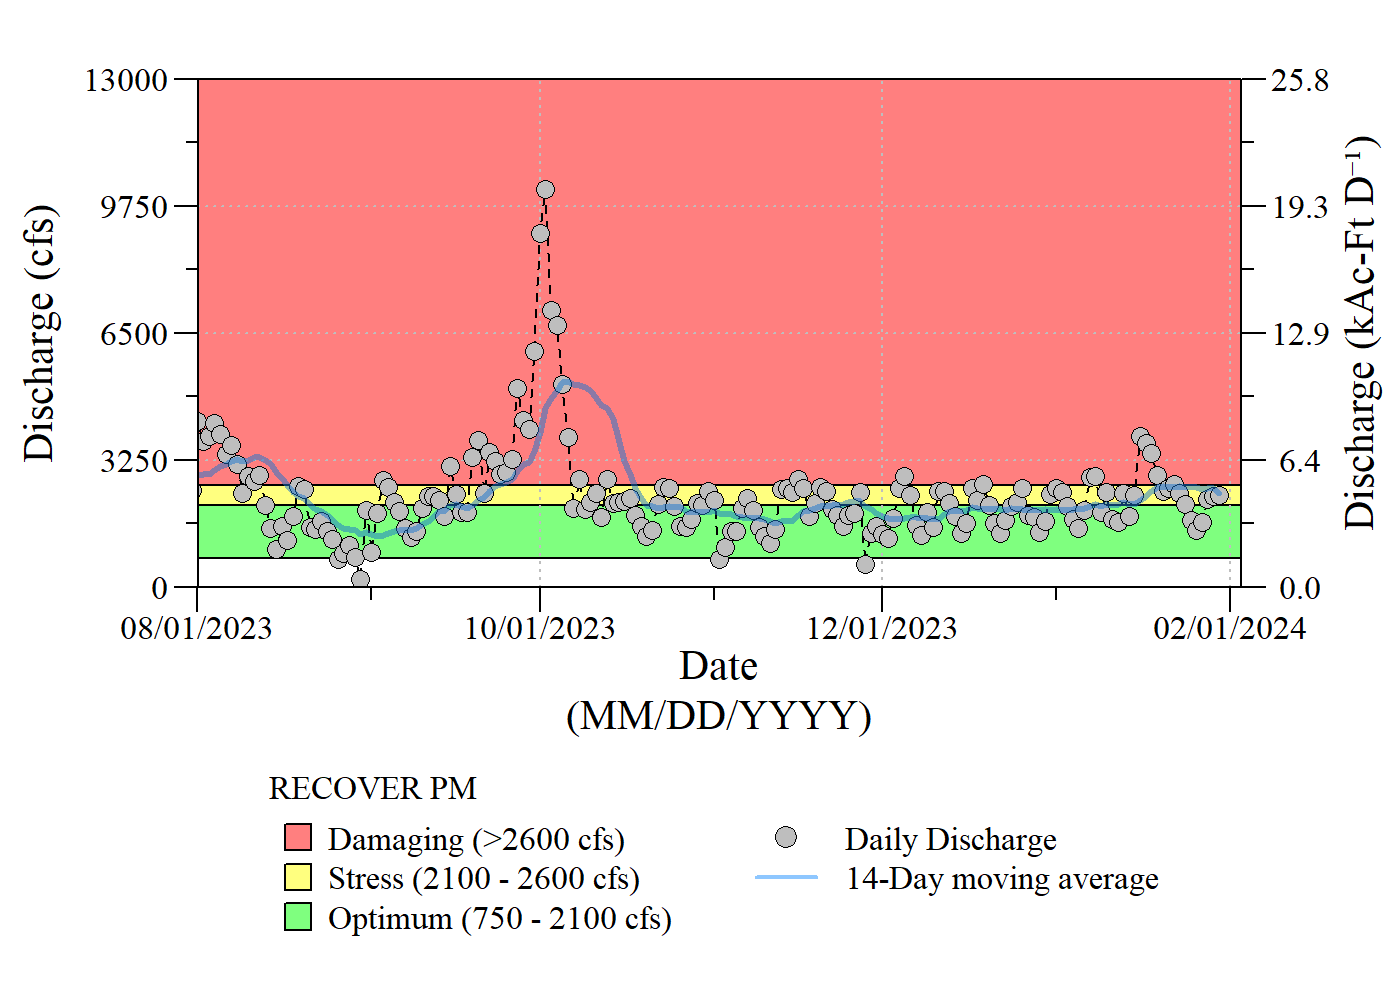 13000
9750
6500
3250
0
Discharge (cfs)
25.8
19.3
12.9
6.4
0.0
Discharge (kAc-Ft D⁻¹)
08/01/2023
10/01/2023
12/01/2023
02/01/2024
Date
(MM/DD/YYYY)
RECOVER PM
Damaging (>2600 cfs)
Stress (2100 - 2600 cfs)
Optimum (750 - 2100 cfs)
Daily Discharge
14-Day moving average